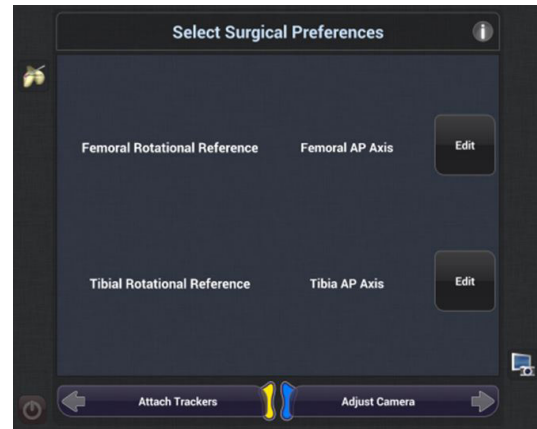 Select Surgical Preferences
i
Femoral Rotational Reference Femoral AP Axis Edit
Tibial Rotational Reference Tibia AP Axis Edit
Attach Trackers Adjust Camera